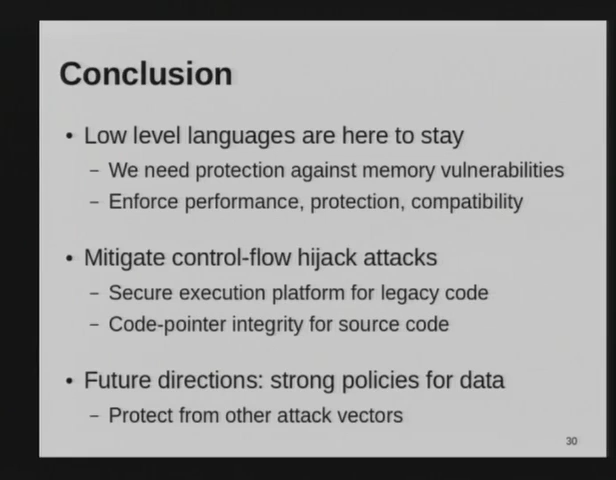 Conclusion
• Low level languages are here to stay
– We need protection against memory vulnerabilities
– Enforce performance, protection, compatibility
• Mitigate control-flow hijack attacks
– Secure execution platform for legacy code
– Code-pointer integrity for source code
• Future directions: strong policies for data
– Protect from other attack vectors
30